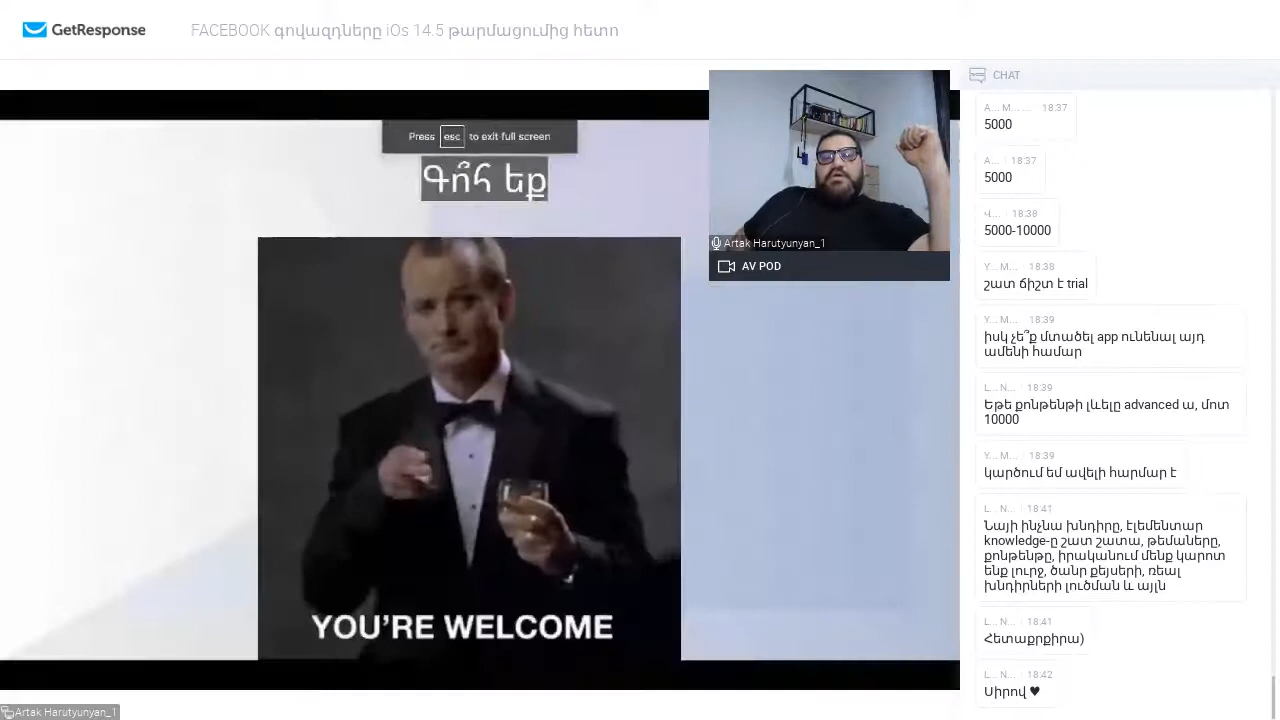 GetResponse
FACEBOOK գովազդները iOs 14.5 թարմացումից հետո
Press esc to exit full screen
Գո՞հ եք
YOU'RE WELCOME
Artak Harutyunyan_1
AV POD
Artak Harutyunyan_1
CHAT
A... M... ... 18:37
5000
A... 18:37
5000
Վ... 18:38
5000-10000
Y... M... 18:38
շատ ճիշտ է trial
Y... M... 18:39
իսկ չե՞ք մտածել app ունենալ այդ
ամենի համար
L... N... 18:39
Եթե քոնթենթի լևելը advanced ա, մոտ
10000
Y... M... 18:39
կարծում եմ ավելի հարմար է
L... N... 18:41
Նայի ինչնա խնդիրը, էլեմենտար
knowledge-ը շատ շատա, թեմաները,
քոնթենթը, իրականում մենք կարոտ
ենք լուրջ, ծանր քեյսերի, ռեալ
խնդիրների լուծման և այլն
L... N... 18:41
Հետաքրքիրա)
L... N... 18:42
Սիրով ♥